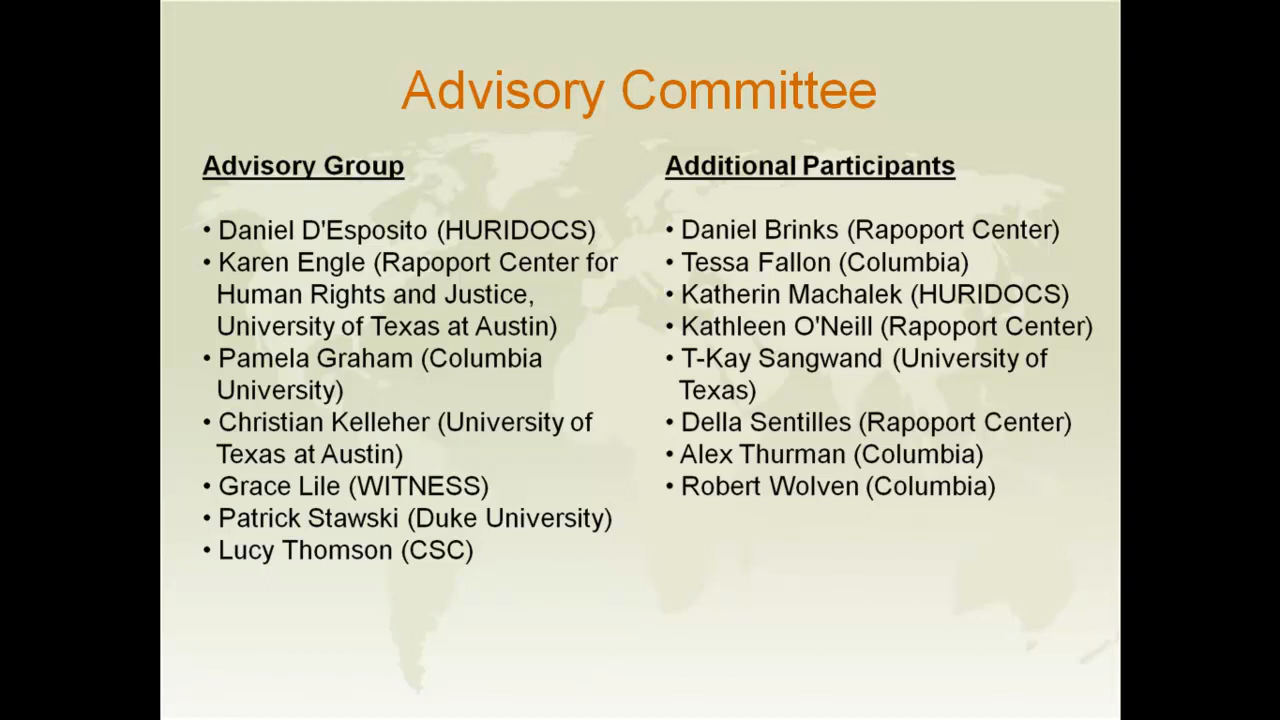 Advisory Committee
Advisory Group
• Daniel D'Esposito (HURIDOCS)
• Karen Engle (Rapoport Center for
Human Rights and Justice,
University of Texas at Austin)
• Pamela Graham (Columbia
University)
• Christian Kelleher (University of
Texas at Austin)
• Grace Lile (WITNESS)
• Patrick Stawski (Duke University)
• Lucy Thomson (CSC)
Additional Participants
• Daniel Brinks (Rapoport Center)
• Tessa Fallon (Columbia)
• Katherin Machalek (HURIDOCS)
• Kathleen O'Neill (Rapoport Center)
• T-Kay Sangwand (University of
Texas)
• Della Sentilles (Rapoport Center)
• Alex Thurman (Columbia)
• Robert Wolven (Columbia)